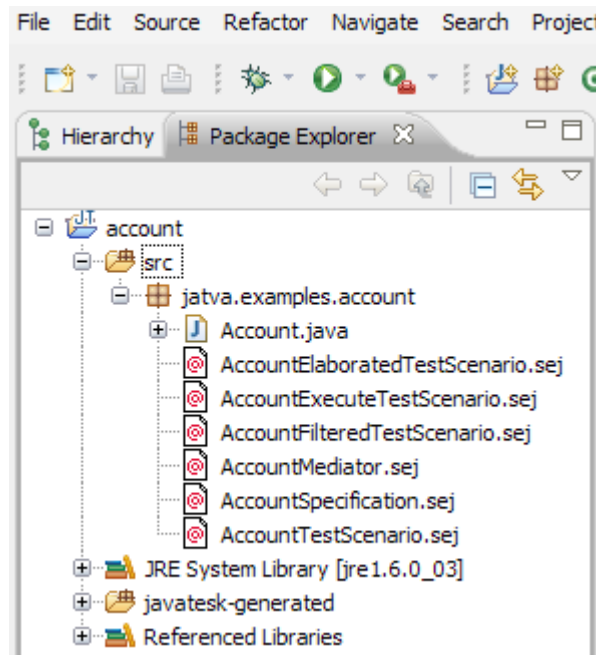 File Edit Source Refactor Navigate Search Project
Hierarchy Package Explorer
account
src
jatva.examples.account
Account.java
AccountElaboratedTestScenario.sej
AccountExecuteTestScenario.sej
AccountFilteredTestScenario.sej
AccountMediator.sej
AccountSpecification.sej
AccountTestScenario.sej
JRE System Library [jre1.6.0_03]
javatesk-generated
Referenced Libraries